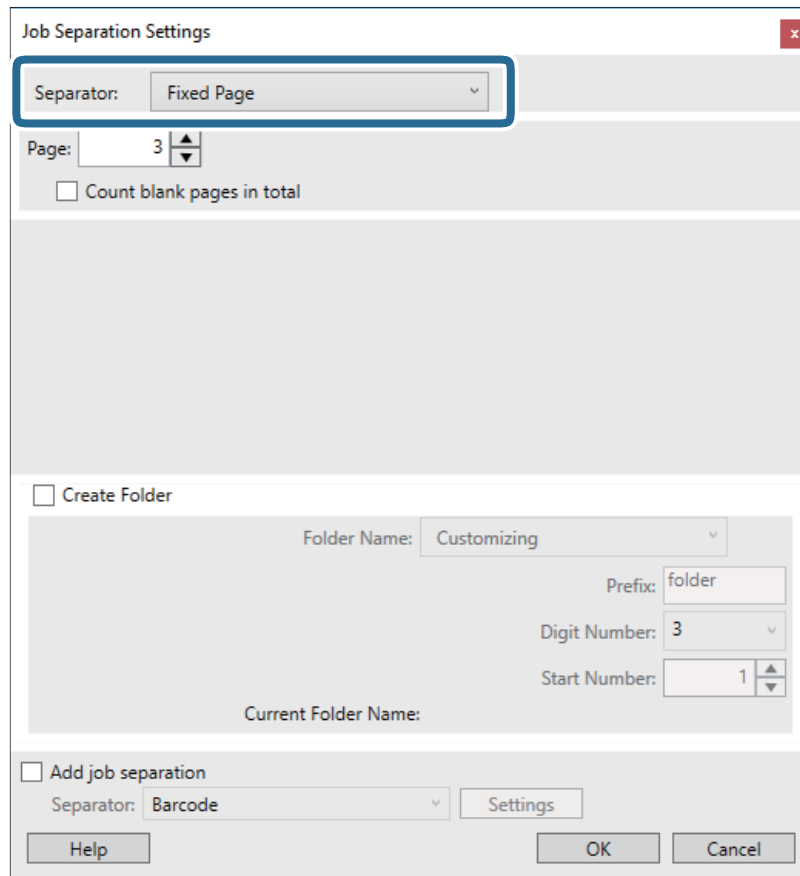 Job Separation Settings
x
Separator: Fixed Page
Page: 3
Count blank pages in total
Create Folder
Folder Name: Customizing
Prefix: folder
Digit Number: 3
Start Number: 1
Current Folder Name:
Add job separation
Separator: Barcode Settings
Help OK Cancel